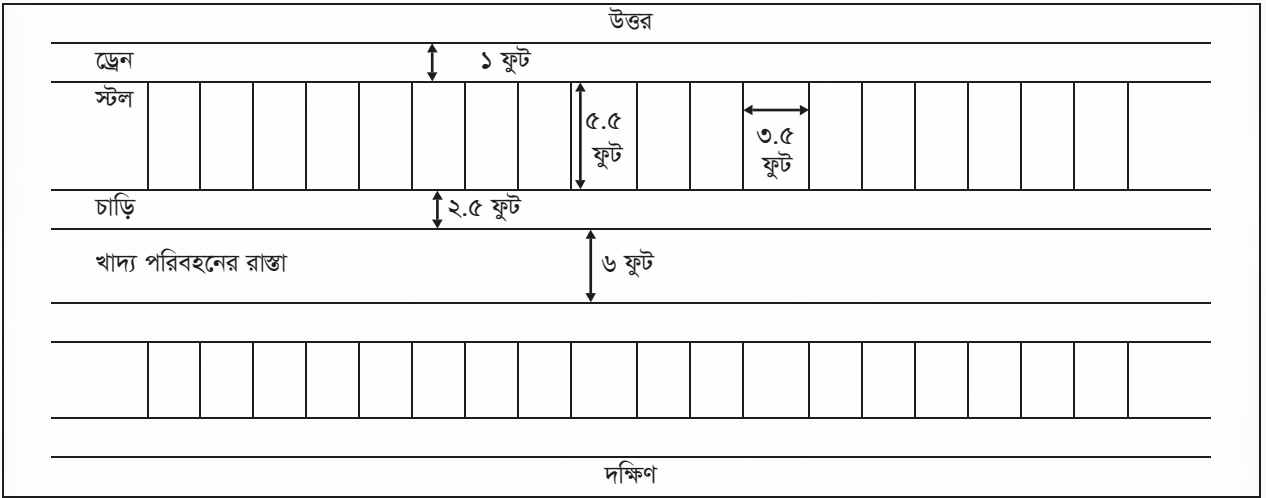 উত্তর
ড্রেন ১ ফুট
স্টল
৫.৫
ফুট
৩.৫
ফুট
চাড়ি ২.৫ ফুট
খাদ্য পরিবহনের রাস্তা ৬ ফুট
দক্ষিণ